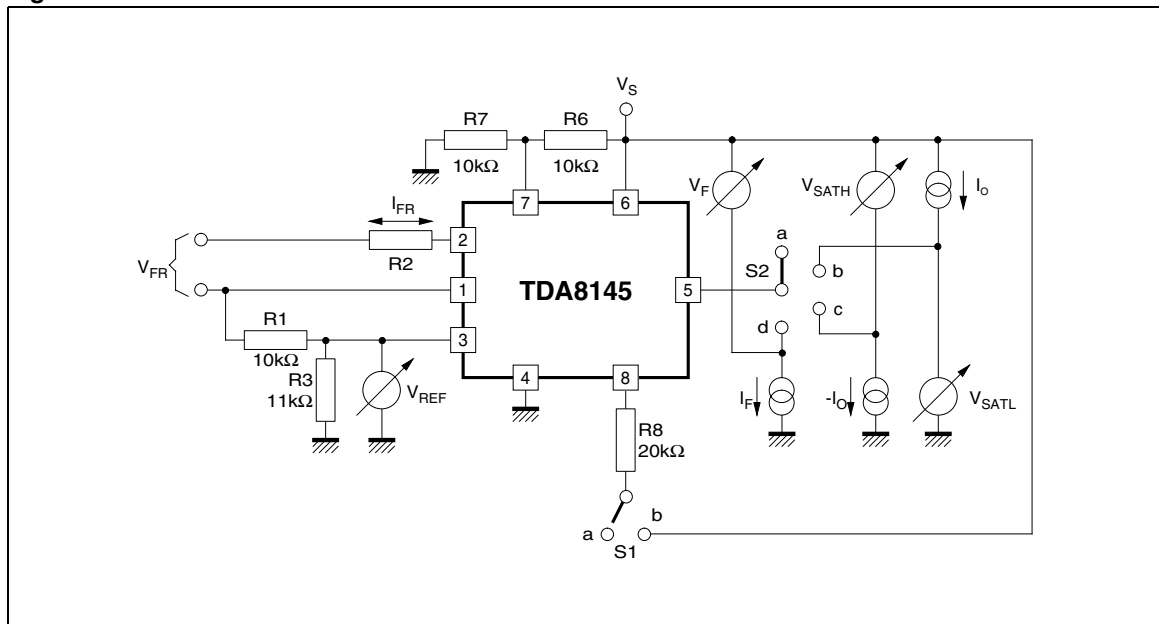 V_S
R7
R6
10kΩ
10kΩ
V_F
V_SATH
I_O
I_FR
7
6
2
a
R2
S2
b
V_FR
1
TDA8145
5
c
R1
d
3
10kΩ
R3
11kΩ
V_REF
4
8
I_F
-I_O
V_SATL
R8
20kΩ
a
b
S1